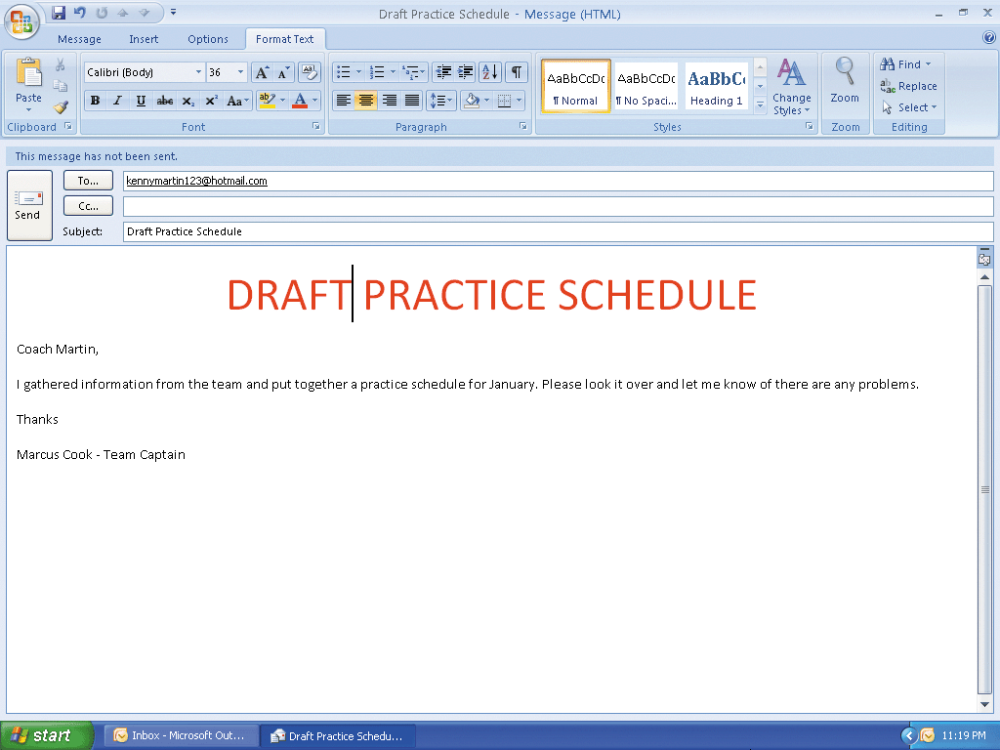 Draft Practice Schedule - Message (HTML)
Message Insert Options Format Text
Calibri (Body) 36 A A Aa
AaBbCcDc AaBbCcDc AaBbC
Paste B I U abc x₂ x² Aa ab A A↓Z ¶ ¶ Normal ¶ No Spaci... Heading 1 Change Styles Zoom Find Replace Select
Clipboard Font Paragraph Styles Zoom Editing
This message has not been sent.
Send
To... kennymartin123@hotmail.com
Cc...
Subject: Draft Practice Schedule
DRAFT PRACTICE SCHEDULE
Coach Martin,
I gathered information from the team and put together a practice schedule for January. Please look it over and let me know of there are any problems.
Thanks
Marcus Cook - Team Captain
start Inbox - Microsoft Out... Draft Practice Schedu... 11:19 PM